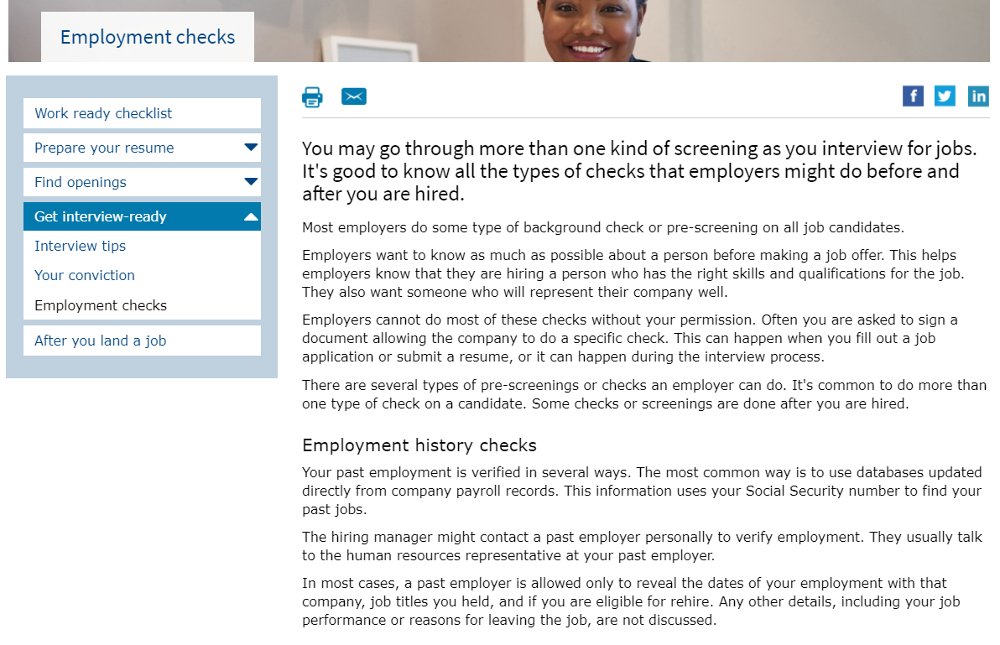 Employment checks
Work ready checklist
Prepare your resume
Find openings
Get interview-ready
Interview tips
Your conviction
Employment checks
After you land a job
f
in
You may go through more than one kind of screening as you interview for jobs.
It's good to know all the types of checks that employers might do before and
after you are hired.
Most employers do some type of background check or pre-screening on all job candidates.
Employers want to know as much as possible about a person before making a job offer. This helps
employers know that they are hiring a person who has the right skills and qualifications for the job.
They also want someone who will represent their company well.
Employers cannot do most of these checks without your permission. Often you are asked to sign a
document allowing the company to do a specific check. This can happen when you fill out a job
application or submit a resume, or it can happen during the interview process.
There are several types of pre-screenings or checks an employer can do. It's common to do more than
one type of check on a candidate. Some checks or screenings are done after you are hired.
Employment history checks
Your past employment is verified in several ways. The most common way is to use databases updated
directly from company payroll records. This information uses your Social Security number to find your
past jobs.
The hiring manager might contact a past employer personally to verify employment. They usually talk
to the human resources representative at your past employer.
In most cases, a past employer is allowed only to reveal the dates of your employment with that
company, job titles you held, and if you are eligible for rehire. Any other details, including your job
performance or reasons for leaving the job, are not discussed.